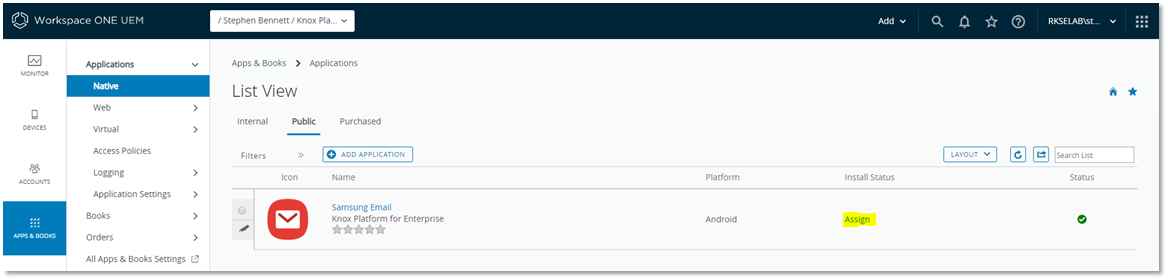 Workspace ONE UEM
/ Stephen Bennett / Knox Pla...
Add
RKSELAB\st...
MONITOR
DEVICES
ACCOUNTS
APPS & BOOKS
Applications
Native
Web
Virtual
Access Policies
Logging
Application Settings
Books
Orders
All Apps & Books Settings
Apps & Books > Applications
List View
Internal Public Purchased
Filters » ADD APPLICATION LAYOUT Search List
Icon Name Platform Install Status Status
Samsung Email
Knox Platform for Enterprise
Android Assign